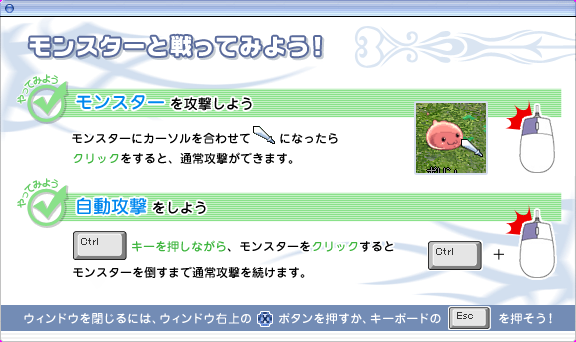 モンスターと戦ってみよう!
やってみよう
モンスター を攻撃しよう
モンスターにカーソルを合わせて になったら
クリックをすると、通常攻撃ができます。
やってみよう
自動攻撃 をしよう
Ctrl キーを押しながら、モンスターをクリックすると
モンスターを倒すまで通常攻撃を続けます。
Ctrl +
ウィンドウを閉じるには、ウィンドウ右上の ボタンを押すか、キーボードの Esc を押そう!